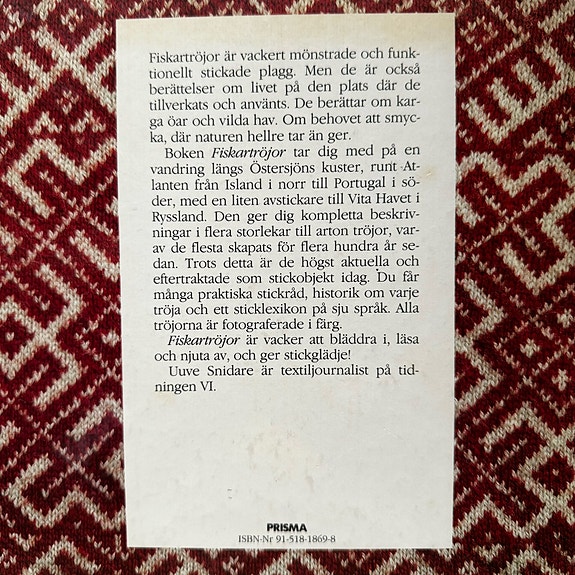 Fiskartröjor är vackert mönstrade och funk-
tionellt stickade plagg. Men de är också
berättelser om livet på den plats där de
tillverkats och använts. De berättar om kar-
ga öar och vilda hav. Om behovet att smyc-
ka, där naturen hellre tar än ger.
Boken Fiskartröjor tar dig med på en
vandring längs Östersjöns kuster, runt At-
lanten från Island i norr till Portugal i sö-
der, med en liten avstickare till Vita Havet i
Ryssland. Den ger dig kompletta beskriv-
ningar i flera storlekar till arton tröjor, var-
av de flesta skapats för flera hundra år se-
dan. Trots detta är de högst aktuella och
eftertraktade som stickobjekt idag. Du får
många praktiska stickråd, historik om varje
tröja och ett sticklexikon på sju språk. Alla
tröjorna är fotograferade i färg.
Fiskartröjor är vacker att bläddra i, läsa
och njuta av, och ger stickglädje!
Uuve Snidare är textiljournalist på tid-
ningen VI.
PRISMA
ISBN-Nr 91-518-1869-8